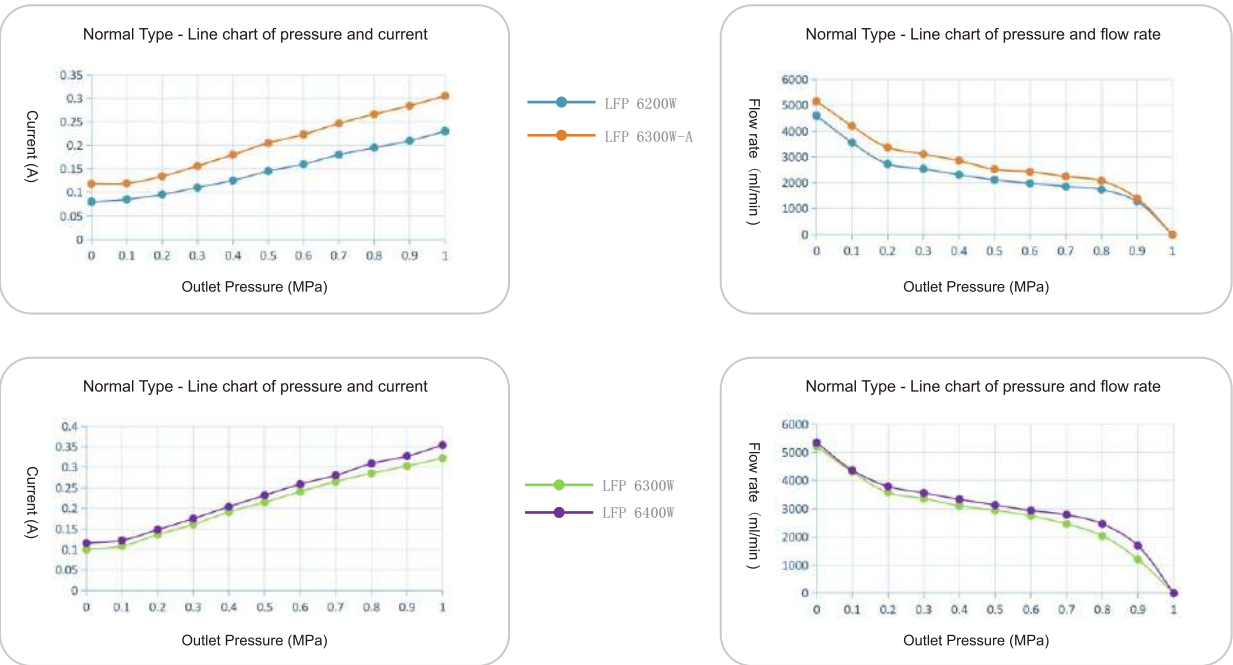 Normal Type - Line chart of pressure and current
Current (A)
0.35
0.3
0.25
0.2
0.15
0.1
0.05
0
0 0.1 0.2 0.3 0.4 0.5 0.6 0.7 0.8 0.9 1
Outlet Pressure (MPa)
LFP 6200W
LFP 6300W-A
Normal Type - Line chart of pressure and flow rate
Flow rate (ml/min)
6000
5000
4000
3000
2000
1000
0
0 0.1 0.2 0.3 0.4 0.5 0.6 0.7 0.8 0.9 1
Outlet Pressure (MPa)
Normal Type - Line chart of pressure and current
Current (A)
0.4
0.35
0.3
0.25
0.2
0.15
0.1
0.05
0
0 0.1 0.2 0.3 0.4 0.5 0.6 0.7 0.8 0.9 1
Outlet Pressure (MPa)
LFP 6300W
LFP 6400W
Normal Type - Line chart of pressure and flow rate
Flow rate (ml/min)
6000
5000
4000
3000
2000
1000
0
0 0.1 0.2 0.3 0.4 0.5 0.6 0.7 0.8 0.9 1
Outlet Pressure (MPa)